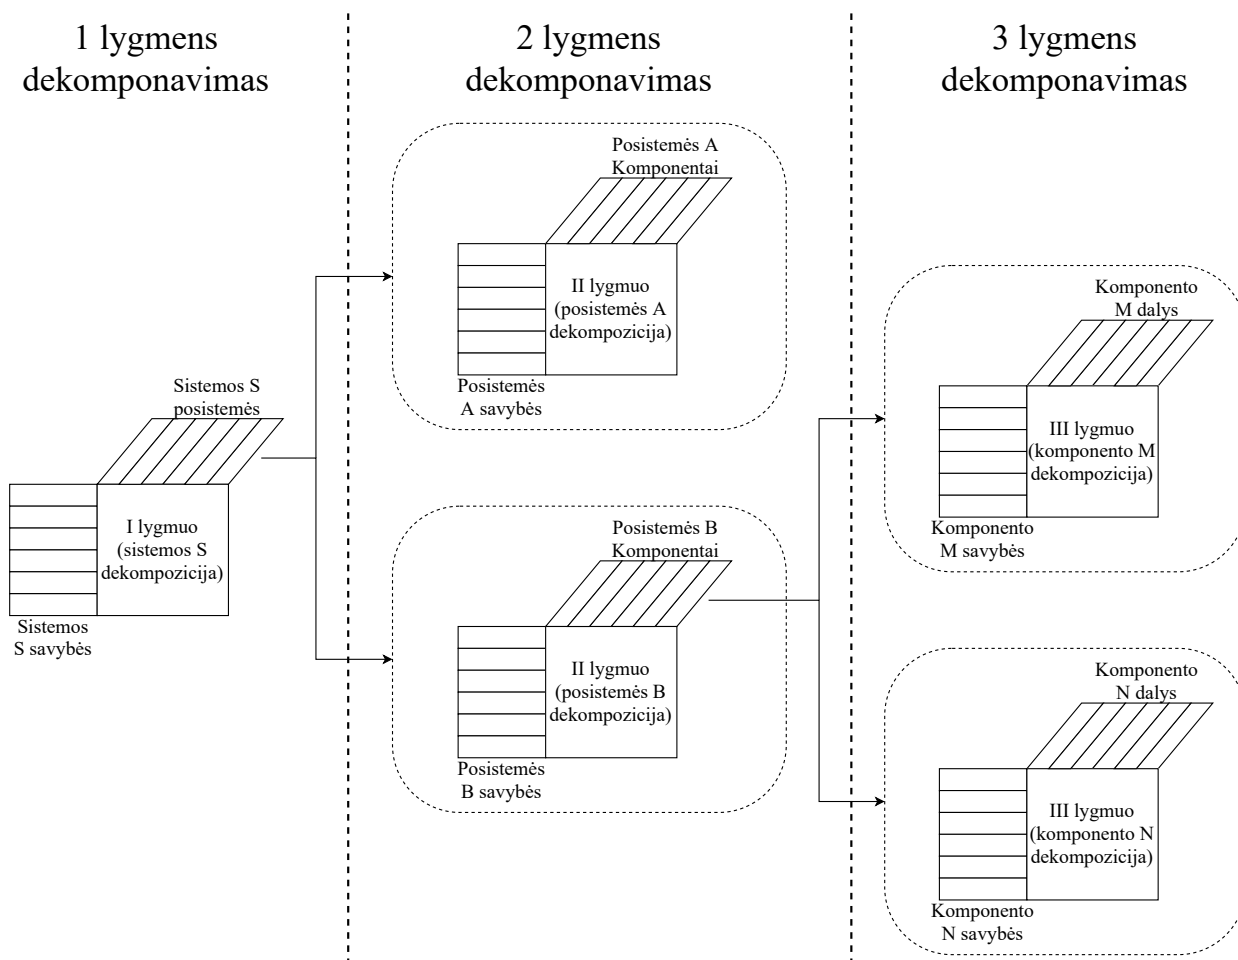 1 lygmens
dekomponavimas
2 lygmens
dekomponavimas
3 lygmens
dekomponavimas
Sistemos S
posistemės
I lygmuo
(sistemos S
dekompozicija)
Sistemos
S savybės
Posistemės A
Komponentai
II lygmuo
(posistemės A
dekompozicija)
Posistemės
A savybės
Posistemės B
Komponentai
II lygmuo
(posistemės B
dekompozicija)
Posistemės
B savybės
Komponento
M dalys
III lygmuo
(komponento M
dekompozicija)
Komponento
M savybės
Komponento
N dalys
III lygmuo
(komponento N
dekompozicija)
Komponento
N savybės